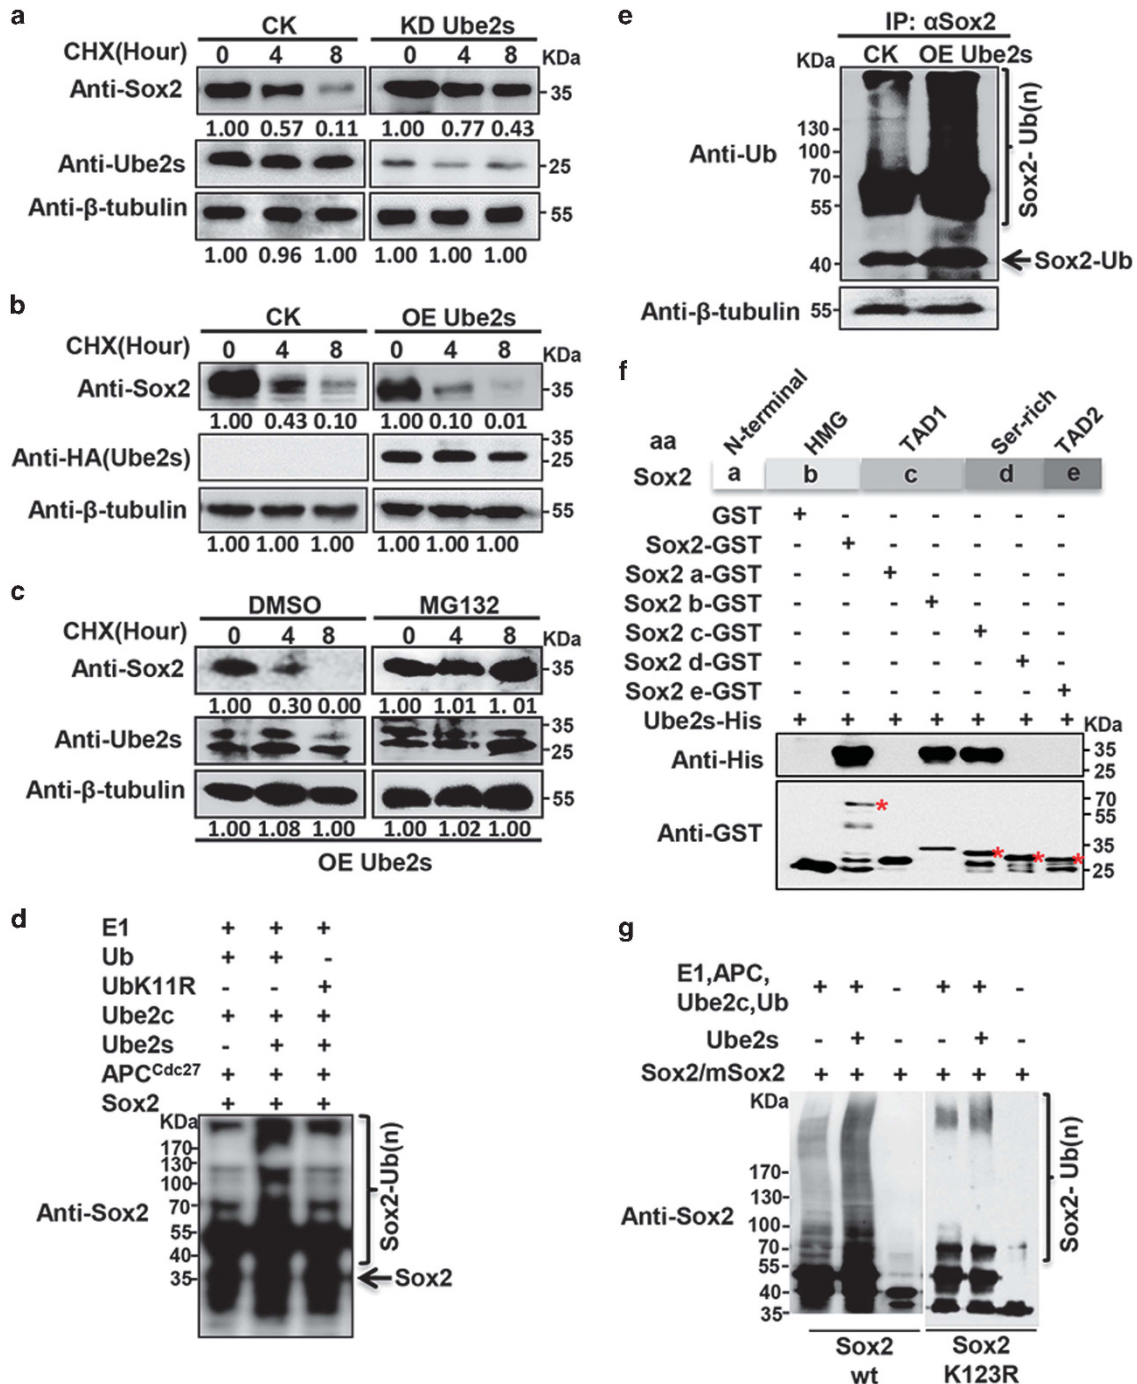 a
CK KD Ube2s
CHX(Hour) 0 4 8 0 4 8 KDa
Anti-Sox2 35
1.00 0.57 0.11 1.00 0.77 0.43
Anti-Ube2s 25
Anti-β-tubulin 55
1.00 0.96 1.00 1.00 1.00 1.00
b
CK OE Ube2s
CHX(Hour) 0 4 8 0 4 8 KDa
Anti-Sox2 35
1.00 0.43 0.10 1.00 0.10 0.01
35
Anti-HA(Ube2s) 25
Anti-β-tubulin 55
1.00 1.00 1.00 1.00 1.00 1.00
c
DMSO MG132
CHX(Hour) 0 4 8 0 4 8 KDa
Anti-Sox2 35
1.00 0.30 0.00 1.00 1.01 1. 01
35
Anti-Ube2s 25
Anti-β-tubulin 55
1.00 1.08 1.00 1.00 1.02 1.00
OE Ube2s
d
E1 + + +
Ub + + -
UbK11R - - +
Ube2c + + +
Ube2s - + +
APCCdc27 + + +
Sox2 + + +
KDa
170
130
100
70
55
40
35
Anti-Sox2
Sox2-Ub(n)
Sox2
e
IP: αSox2
KDa CK OE Ube2s
130
100
70
55
40
Anti-Ub
Sox2- Ub(n)
Sox2-Ub
Anti-β-tubulin 55
f
aa N-terminal HMG TAD1 Ser-rich TAD2
Sox2 a b c d e
GST + - - - - - -
Sox2-GST - + - - - - -
Sox2 a-GST - - + - - - -
Sox2 b-GST - - - + - - -
Sox2 c-GST - - - - + - -
Sox2 d-GST - - - - - + -
Sox2 e-GST - - - - - - +
Ube2s-His + + + + + + + KDa
Anti-His 35
25
70
* 55
Anti-GST 35
* * * 25
g
E1,APC,
Ube2c,Ub + + - + + -
Ube2s - + - - + -
Sox2/mSox2 + + + + + +
KDa
170
130
100
70
55
40
35
Anti-Sox2
Sox2- Ub(n)
Sox2 Sox2
wt K123R